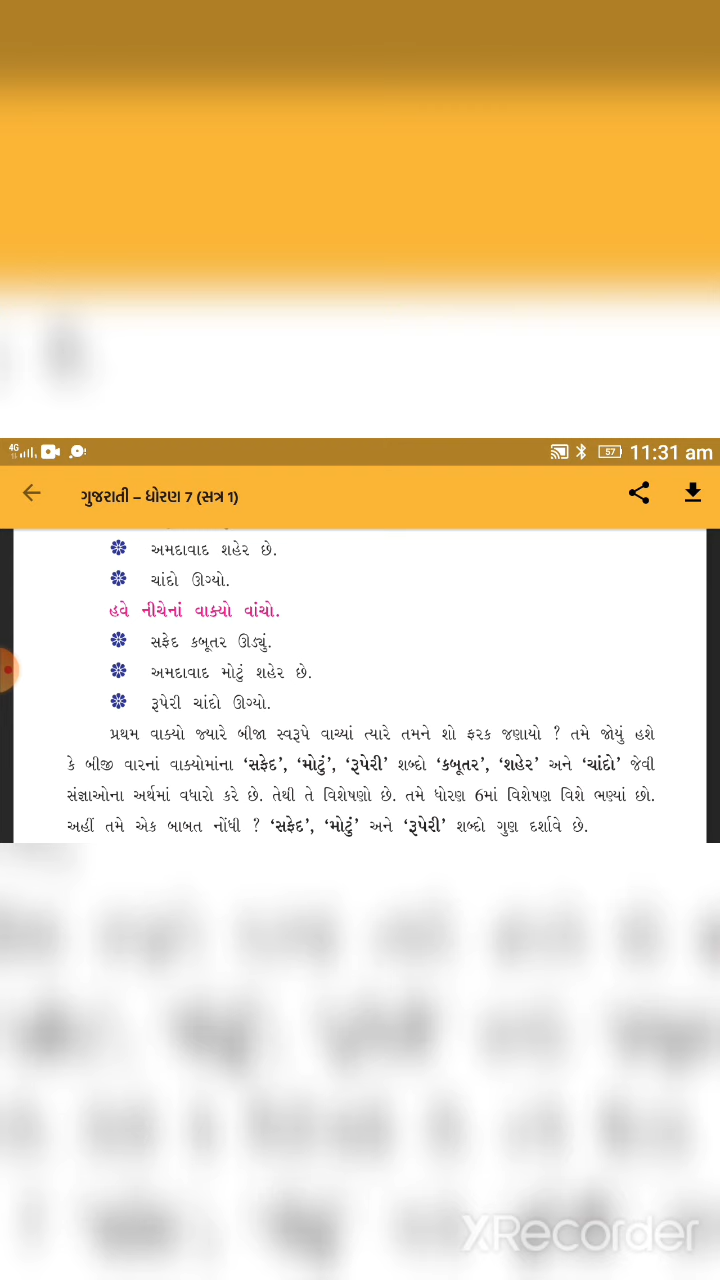 4G
57 11:31 am
ગુજરાતી – ધોરણ 7 (સત્ર 1)
અમદાવાદ શહેર છે.
ચાંદો ઊગ્યો.
હવે નીચેનાં વાક્યો વાંચો.
સફેદ કબૂતર ઊડ્યું.
અમદાવાદ મોટું શહેર છે.
રૂપેરી ચાંદો ઊગ્યો.
પ્રથમ વાક્યો જ્યારે બીજા સ્વરૂપે વાચ્યાં ત્યારે તમને શો ફરક જણાયો ? તમે જોયું હશે
કે બીજી વારનાં વાક્યોમાંના ‘સફેદ’, ‘મોટું’, ‘રૂપેરી’ શબ્દો ‘કબૂતર’, ‘શહેર’ અને ‘ચાંદો’ જેવી
સંજ્ઞાઓના અર્થમાં વધારો કરે છે. તેથી તે વિશેષણો છે. તમે ધોરણ 6માં વિશેષણ વિશે ભણ્યાં છો.
અહીં તમે એક બાબત નોંધી ? ‘સફેદ’, ‘મોટું’ અને ‘રૂપેરી’ શબ્દો ગુણ દર્શાવે છે.
XRecorder